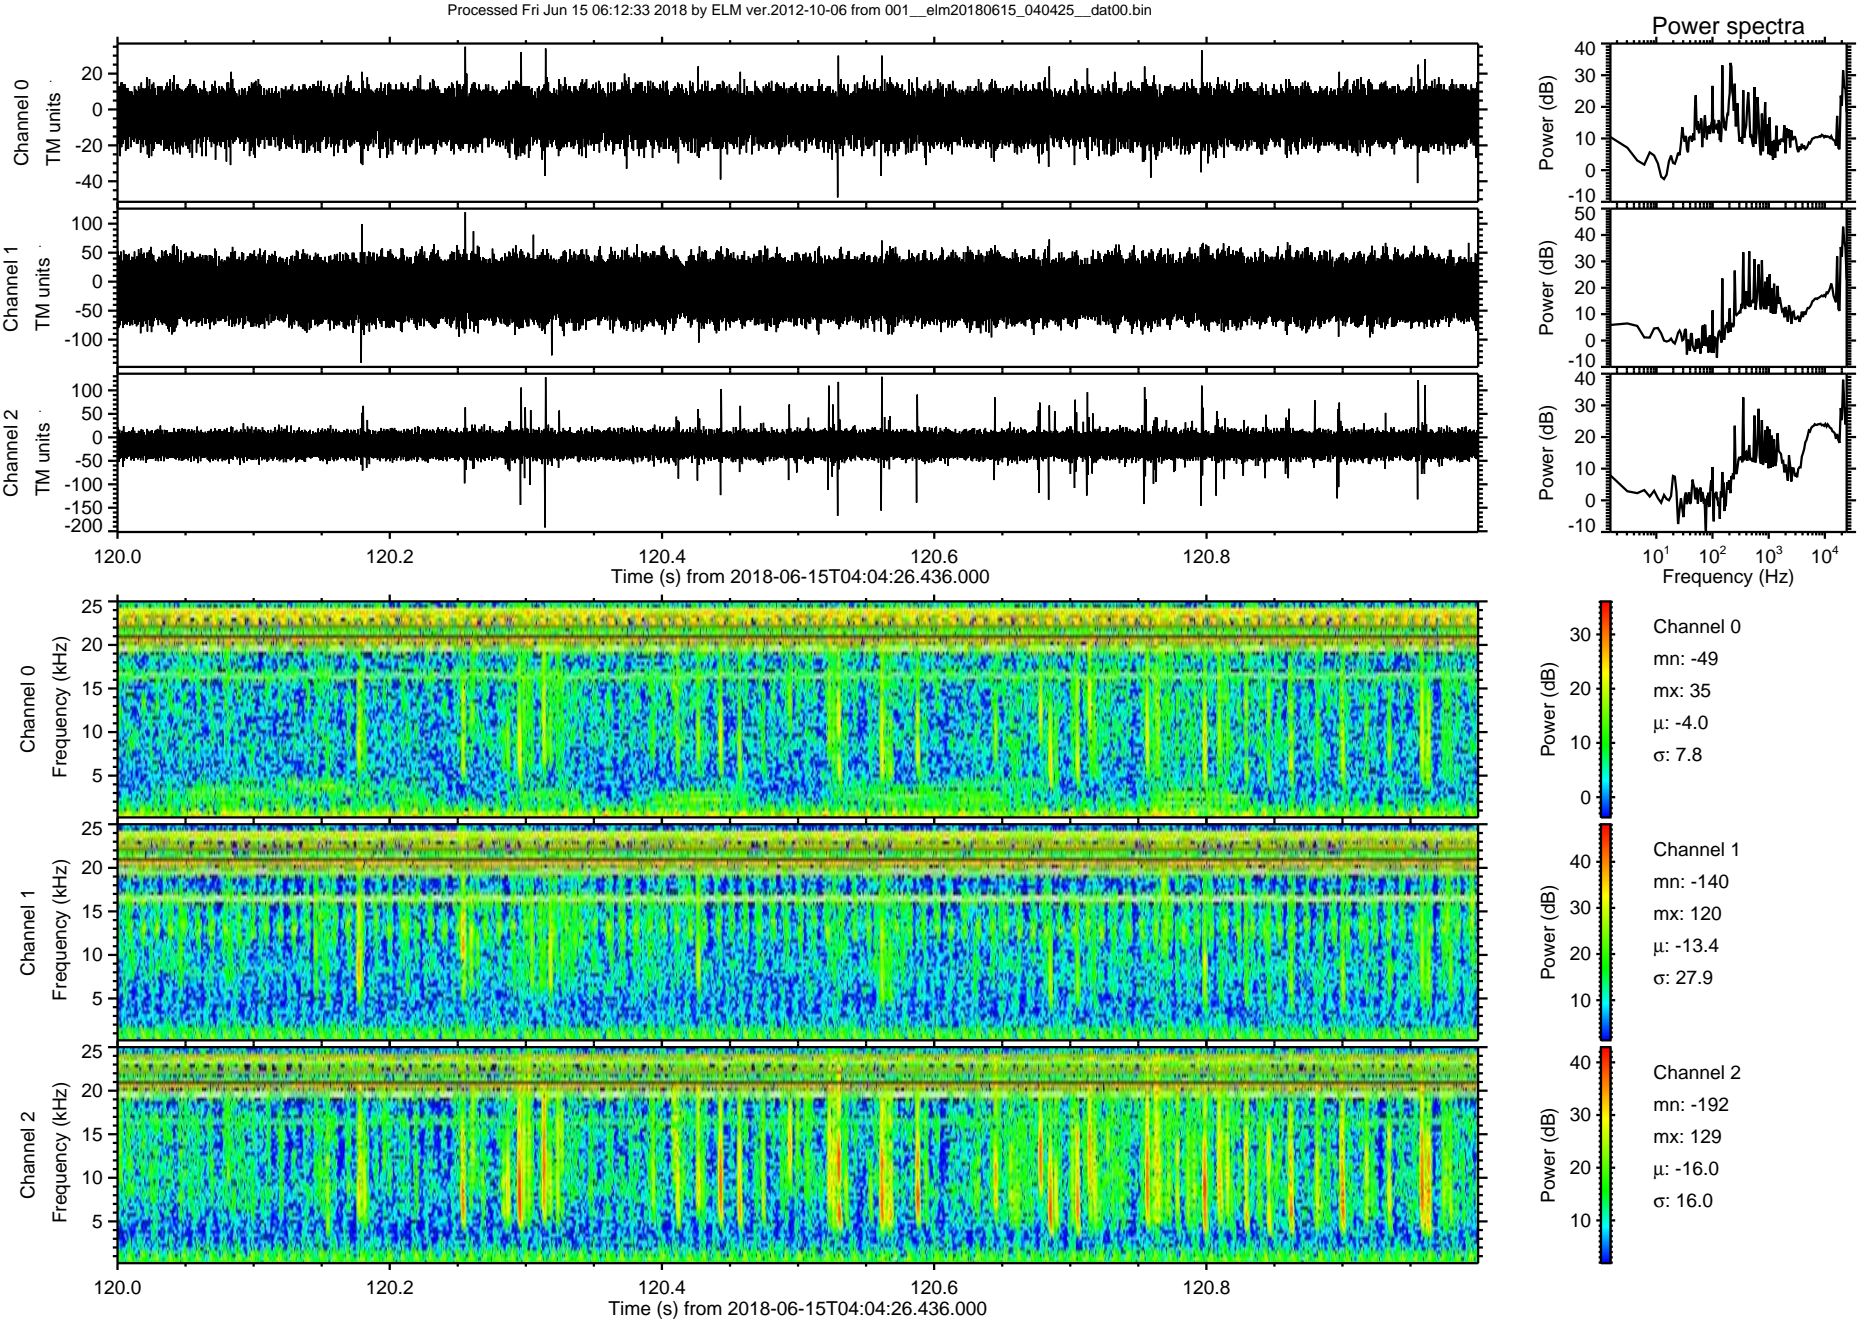 Processed Fri Jun 15 06:12:33 2018 by ELM ver.2012-10-06 from 001__elm20180615_040425__dat00.bin
Power spectra
Channel 0
TM units
20
0
-20
-40
Power (dB)
40
30
20
10
0
-10
Channel 1
TM units
100
50
0
-50
-100
Power (dB)
50
40
30
20
10
0
-10
Channel 2
TM units
100
50
0
-50
-100
-150
-200
Power (dB)
40
30
20
10
0
-10
120.0 120.2 120.4 120.6 120.8
Time (s) from 2018-06-15T04:04:26.436.000
10¹ 10² 10³ 10⁴
Frequency (Hz)
Channel 0
Frequency (kHz)
25
20
15
10
5
Power (dB)
30
20
10
0
Channel 0
mn: -49
mx: 35
μ: -4.0
σ: 7.8
Channel 1
Frequency (kHz)
25
20
15
10
5
Power (dB)
40
30
20
10
Channel 1
mn: -140
mx: 120
μ: -13.4
σ: 27.9
Channel 2
Frequency (kHz)
25
20
15
10
5
Power (dB)
40
30
20
10
Channel 2
mn: -192
mx: 129
μ: -16.0
σ: 16.0
120.0 120.2 120.4 120.6 120.8
Time (s) from 2018-06-15T04:04:26.436.000